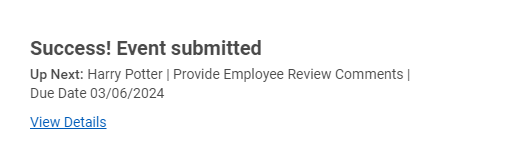 Success! Event submitted
Up Next: Harry Potter | Provide Employee Review Comments |
Due Date 03/06/2024
View Details